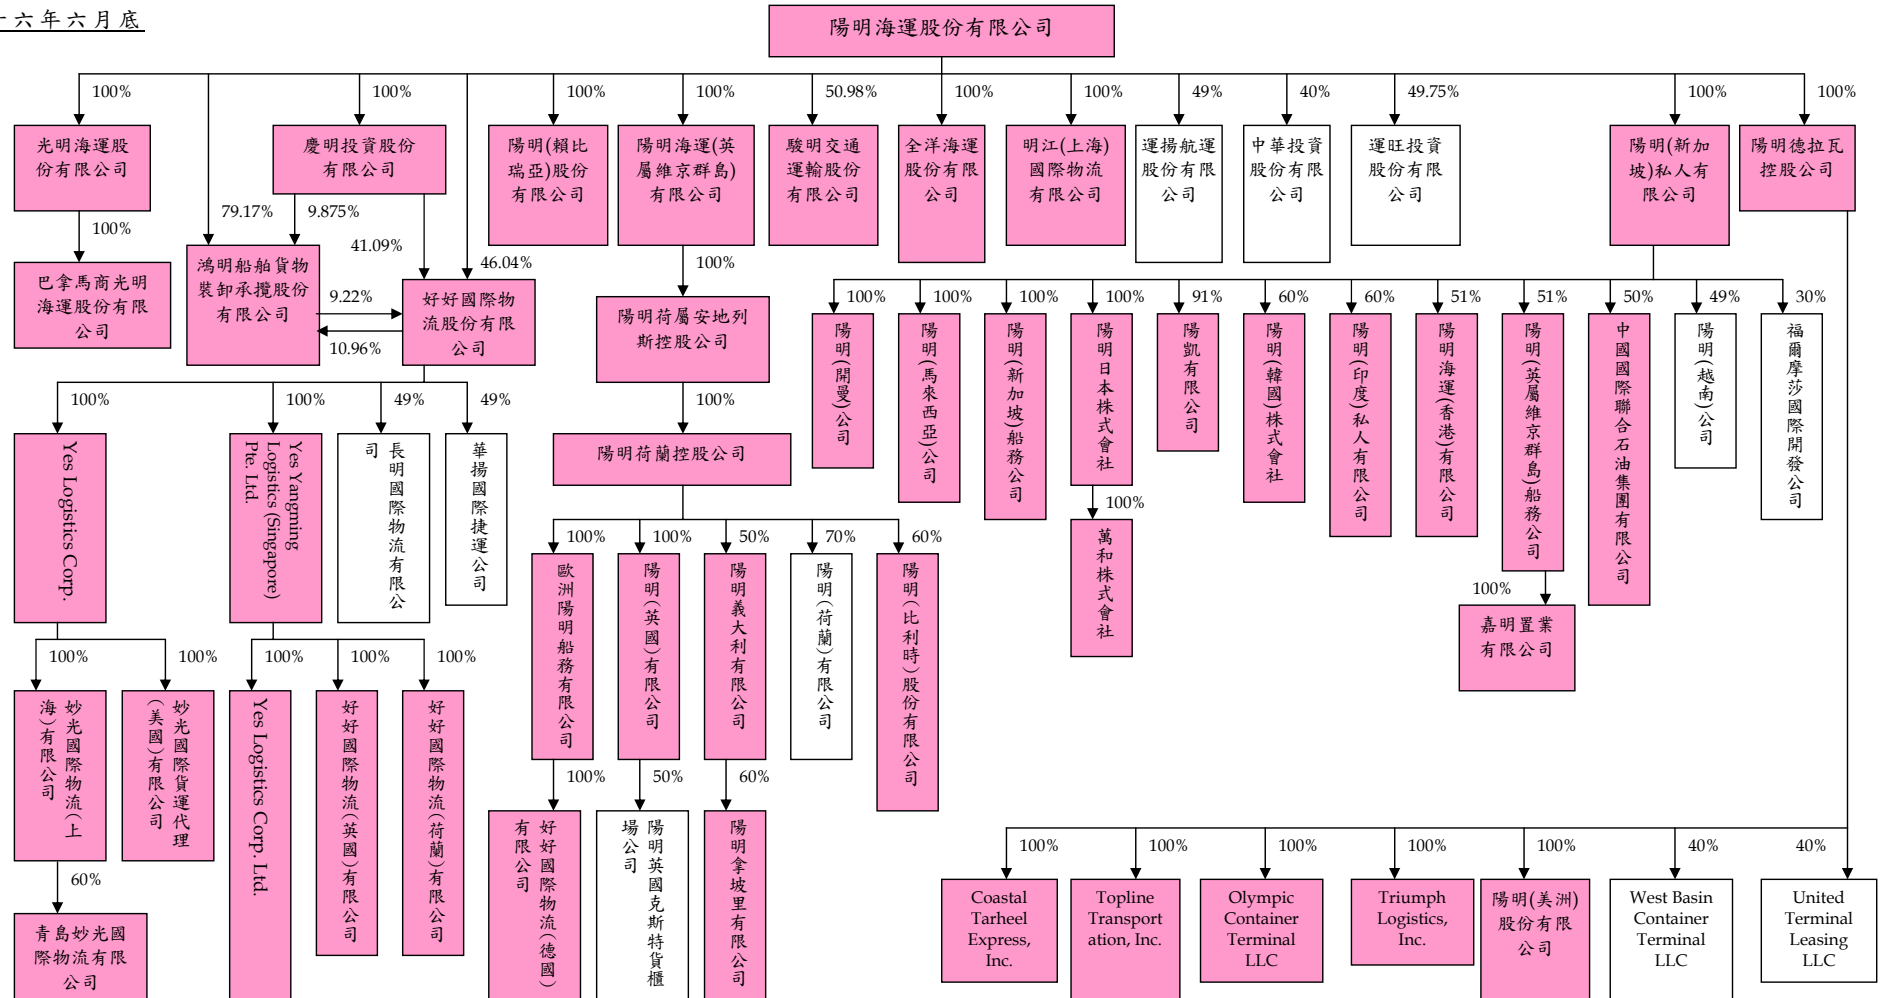 十六年六月底
陽明海運股份有限公司
100%
100%
100%
100%
50.98%
100%
100%
49%
40%
49.75%
100%
100%
光明海運股
份有限公司
慶明投資股份
有限公司
陽明(賴比
瑞亞)股份
有限公司
陽明海運(英
屬維京群島)
有限公司
駿明交通
運輸股份
有限公司
全洋海運
股份有限
公司
明江(上海)
國際物流
有限公司
運揚航運
股份有限
公司
中華投資
股份有限
公司
運旺投資
股份有限
公司
陽明(新加
坡)私人有
限公司
陽明德拉瓦
控股公司
100%
79.17%
9.875%
41.09%
46.04%
100%
巴拿馬商光明
海運股份有限
公司
鴻明船舶貨物
裝卸承攬股份
有限公司
9.22%
10.96%
好好國際物
流股份有限
公司
陽明荷屬安地列
斯控股公司
100%
陽明荷蘭控股公司
100%
100%
100%
100%
91%
60%
60%
51%
51%
50%
49%
30%
陽明(開曼)公司
陽明(馬來西亞)公司
陽明(新加坡)船務公司
陽明日本株式會社
陽凱有限公司
陽明(韓國)株式會社
陽明(印度)私人有限公司
陽明海運(香港)有限公司
陽明(英屬維京群島)船務公司
中國國際聯合石油集團有限公司
陽明(越南)公司
福爾摩莎國際開發公司
100%
萬和株式會社
100%
嘉明置業
有限公司
100%
100%
49%
49%
Yes Logistics Corp.
Yes Yangming
Logistics (Singapore)
Pte. Ltd.
長明國際物流有限公
司
華揚國際捷運公司
100%
100%
50%
70%
60%
歐洲陽明船務有限公司
陽明(英國)有限公司
陽明義大利有限公司
陽明(荷蘭)有限公司
陽明(比利時)股份有限公司
100%
100%
100%
100%
100%
妙光國際物流(上
海)有限公司
妙光國際貨運代理
(美國)有限公司
Yes Logistics Corp. Ltd.
好好國際物流(英國)有限公司
好好國際物流(荷蘭)有限公司
100%
50%
60%
好好國際物流(德國)
有限公司
陽明英國克斯特貨櫃
場公司
陽明拿坡里有限公司
60%
青島妙光國
際物流有限
公司
100%
100%
100%
100%
100%
40%
40%
Coastal
Tarheel
Express,
Inc.
Topline
Transport
ation, Inc.
Olympic
Container
Terminal
LLC
Triumph
Logistics,
Inc.
陽明(美洲)
股份有限
公司
West Basin
Container
Terminal
LLC
United
Terminal
Leasing
LLC